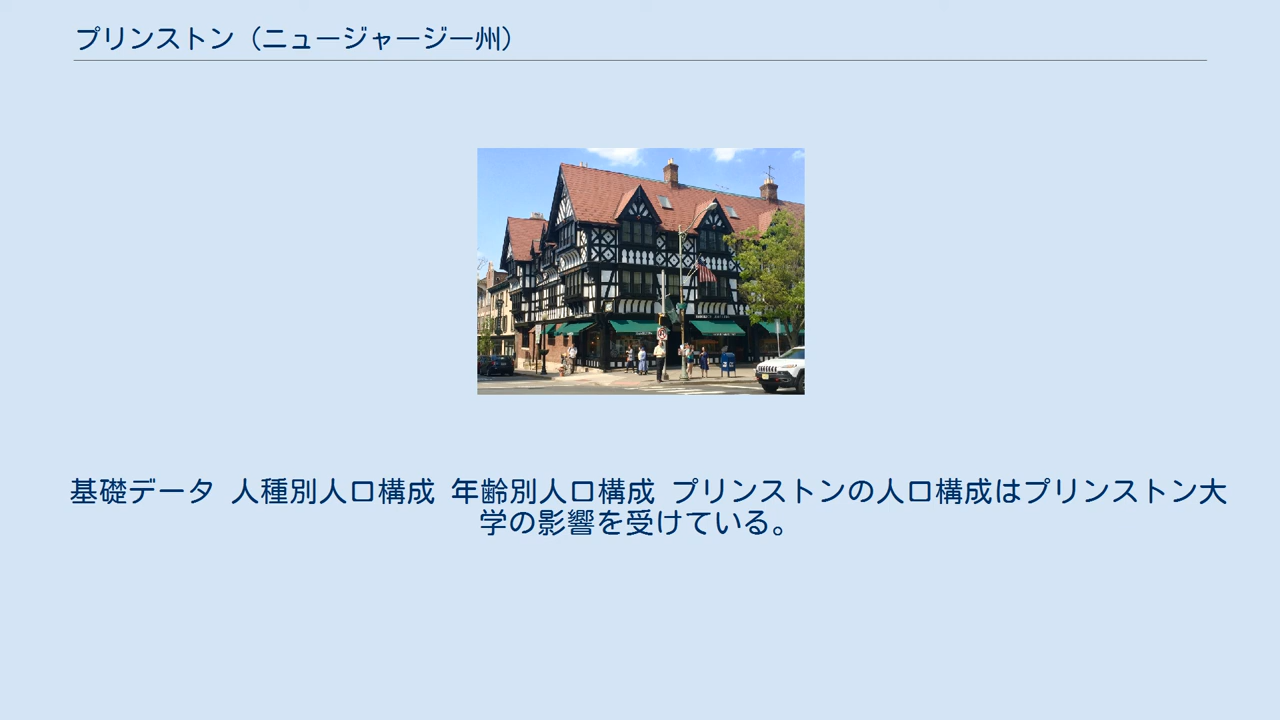 プリンストン（ニュージャージー州）
基礎データ 人種別人口構成 年齢別人口構成 プリンストンの人口構成はプリンストン大
学の影響を受けている。